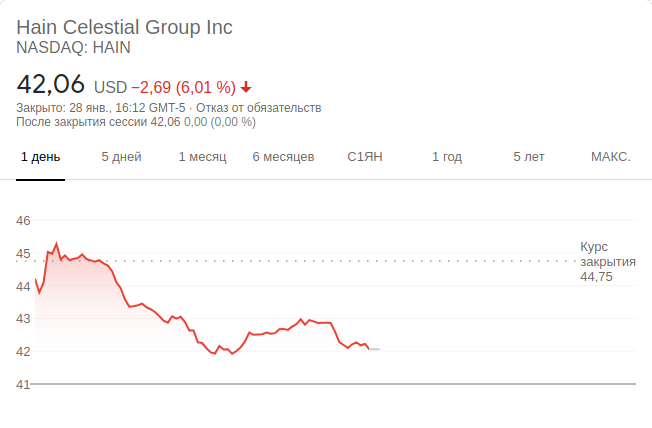 Hain Celestial Group Inc
NASDAQ: HAIN
42,06 USD −2,69 (6,01 %)
Закрыто: 28 янв., 16:12 GMT-5 · Отказ от обязательств
После закрытия сессии 42,06 0,00 (0,00 %)
1 день 5 дней 1 месяц 6 месяцев С1ЯН 1 год 5 лет МАКС.
46
45
44
43
42
41
Курс
закрытия
44,75